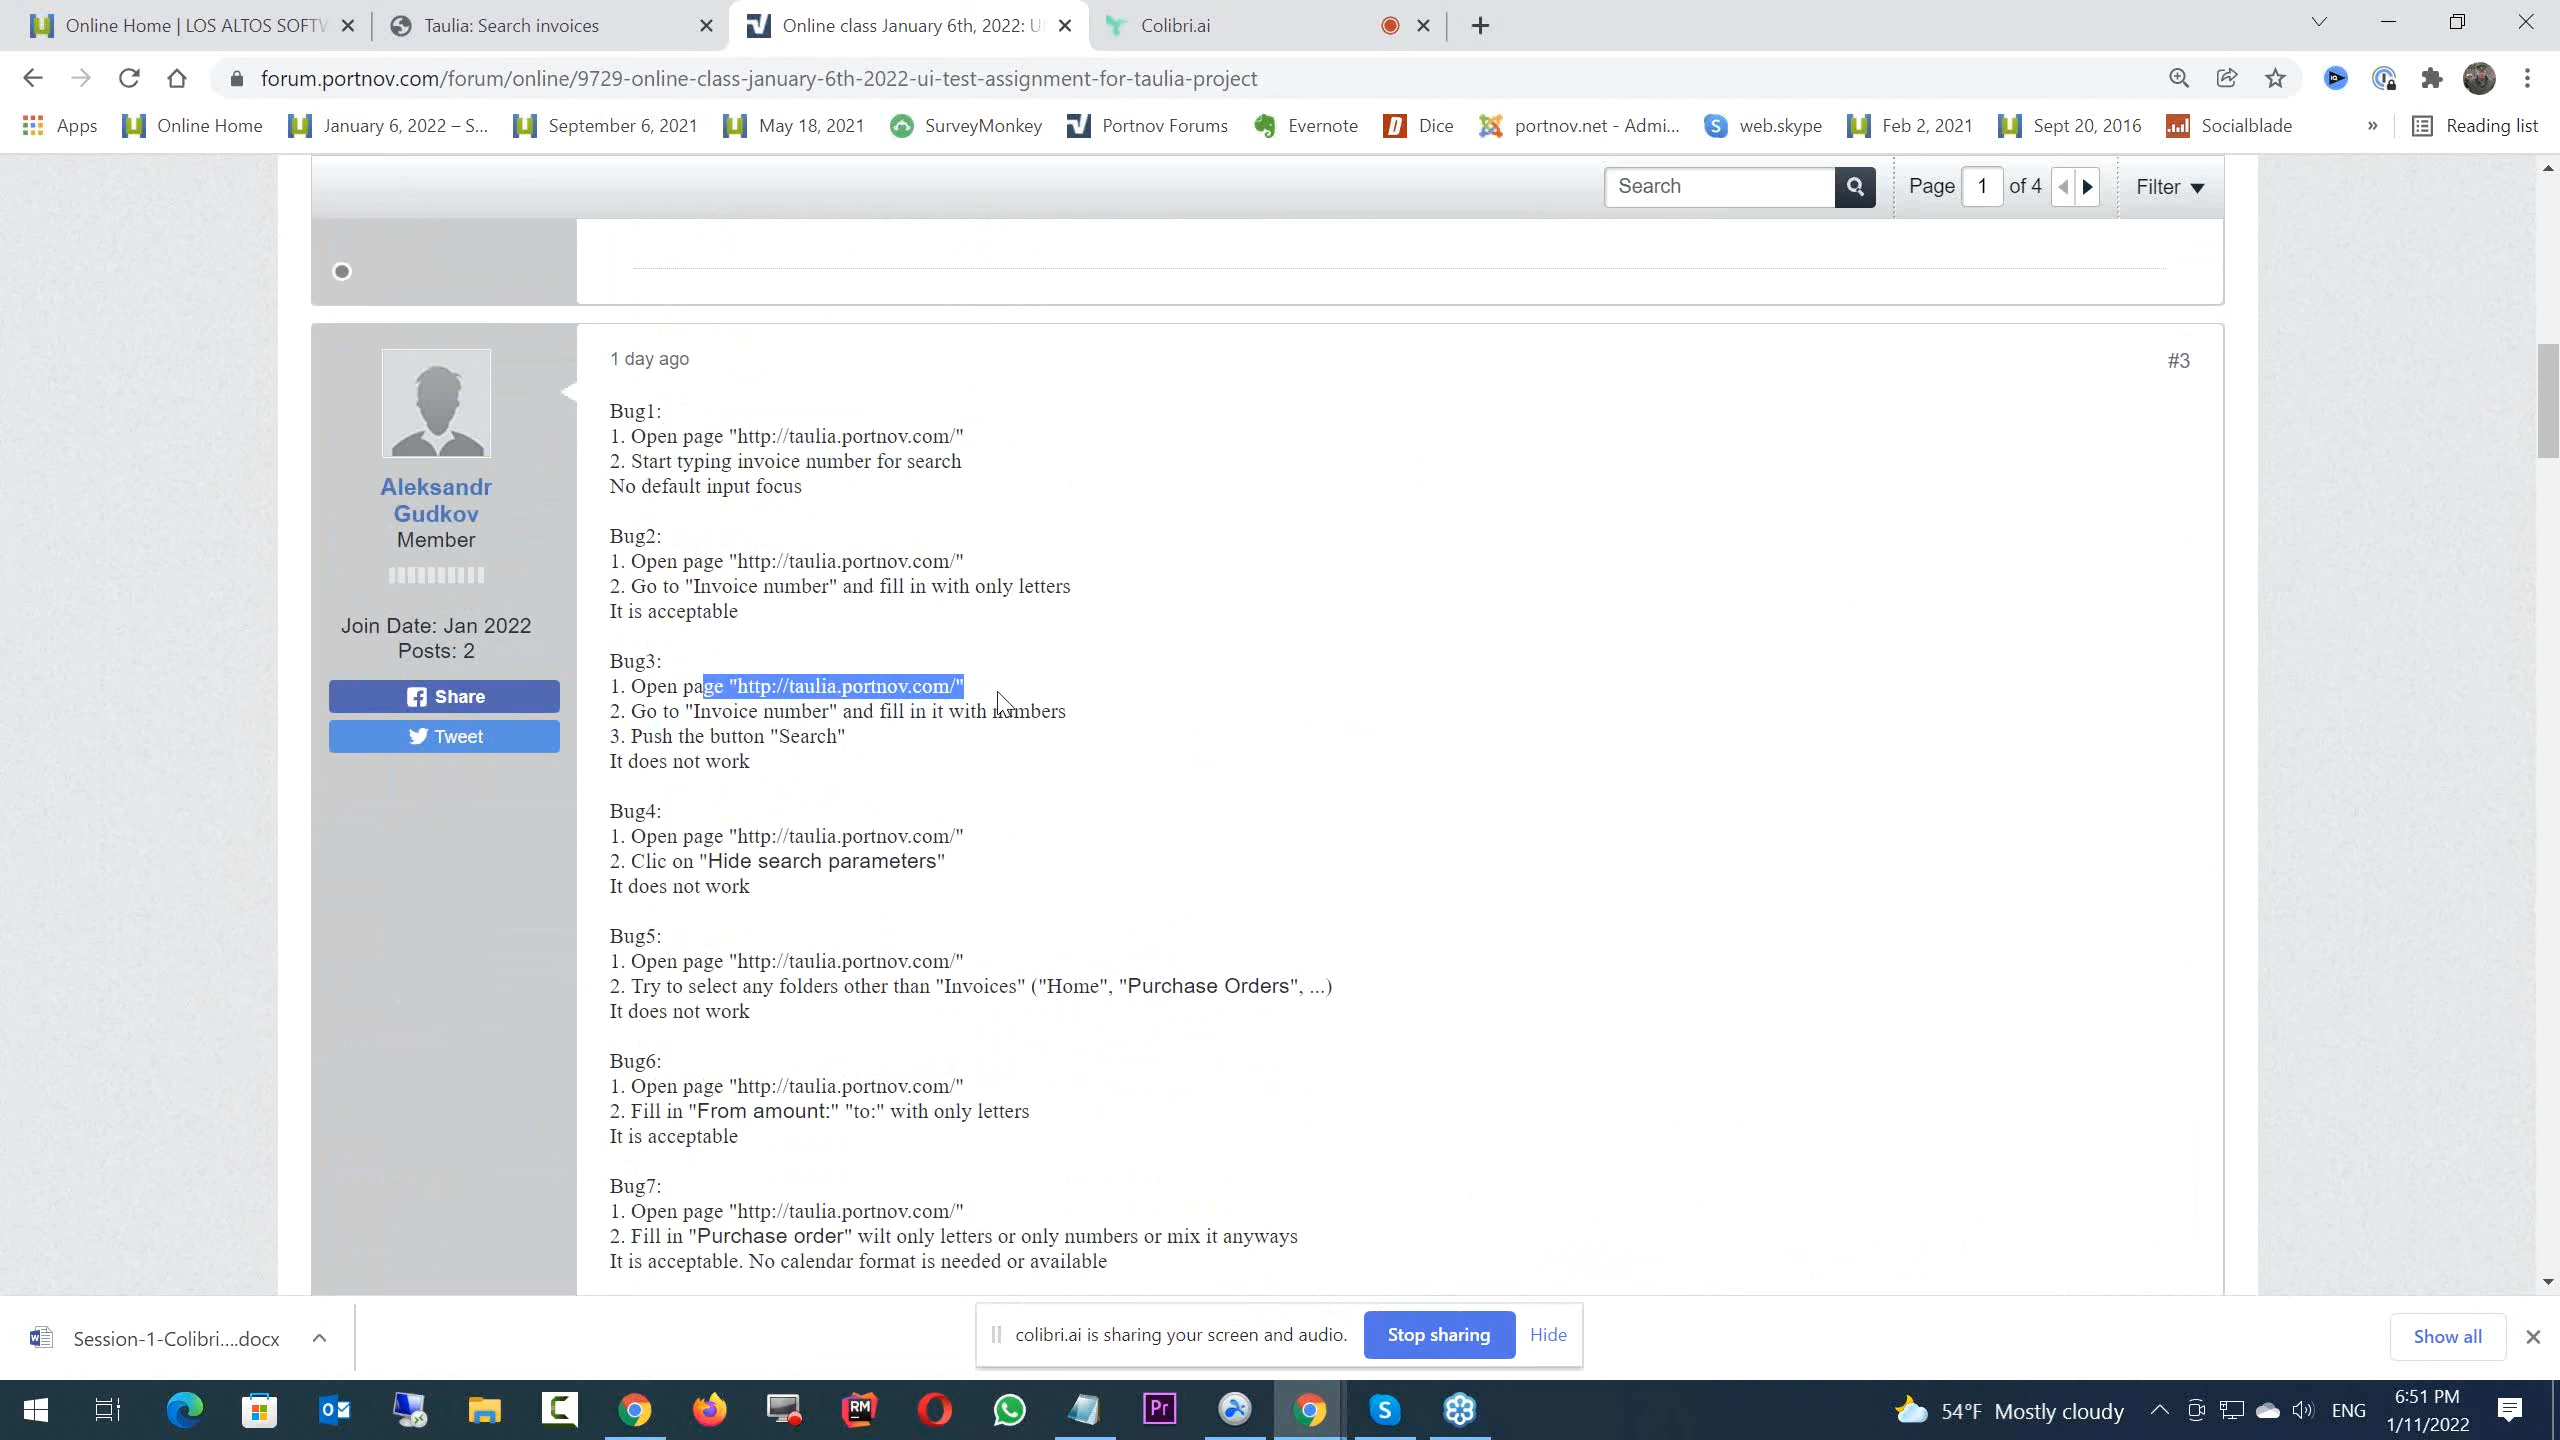 Online Home | LOS ALTOS SOFTW
Taulia: Search invoices
Online class January 6th, 2022: UI
Colibri.ai
forum.portnov.com/forum/online/9729-online-class-january-6th-2022-ui-test-assignment-for-taulia-project
Apps
Online Home
January 6, 2022 – S...
September 6, 2021
May 18, 2021
SurveyMonkey
Portnov Forums
Evernote
Dice
portnov.net - Admi...
web.skype
Feb 2, 2021
Sept 20, 2016
Socialblade
»
Reading list
Search
Page 1 of 4
Filter
1 day ago
#3
Aleksandr
Gudkov
Member
Join Date: Jan 2022
Posts: 2
Share
Tweet
Bug1:
1. Open page "http://taulia.portnov.com/"
2. Start typing invoice number for search
No default input focus
Bug2:
1. Open page "http://taulia.portnov.com/"
2. Go to "Invoice number" and fill in with only letters
It is acceptable
Bug3:
1. Open page "http://taulia.portnov.com/"
2. Go to "Invoice number" and fill in it with numbers
3. Push the button "Search"
It does not work
Bug4:
1. Open page "http://taulia.portnov.com/"
2. Clic on "Hide search parameters"
It does not work
Bug5:
1. Open page "http://taulia.portnov.com/"
2. Try to select any folders other than "Invoices" ("Home", "Purchase Orders", ...)
It does not work
Bug6:
1. Open page "http://taulia.portnov.com/"
2. Fill in "From amount:" "to:" with only letters
It is acceptable
Bug7:
1. Open page "http://taulia.portnov.com/"
2. Fill in "Purchase order" wilt only letters or only numbers or mix it anyways
It is acceptable. No calendar format is needed or available
Session-1-Colibri....docx
colibri.ai is sharing your screen and audio.
Stop sharing
Hide
Show all
54°F Mostly cloudy
ENG
6:51 PM
1/11/2022